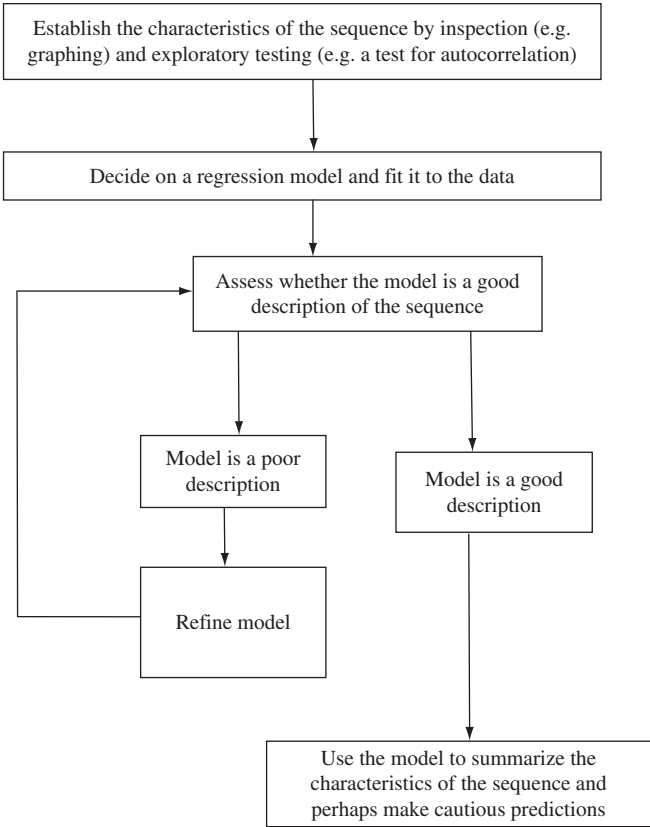 Establish the characteristics of the sequence by inspection (e.g.
graphing) and exploratory testing (e.g. a test for autocorrelation)
Decide on a regression model and fit it to the data
Assess whether the model is a good
description of the sequence
Model is a poor
description
Model is a good
description
Refine model
Use the model to summarize the
characteristics of the sequence and
perhaps make cautious predictions